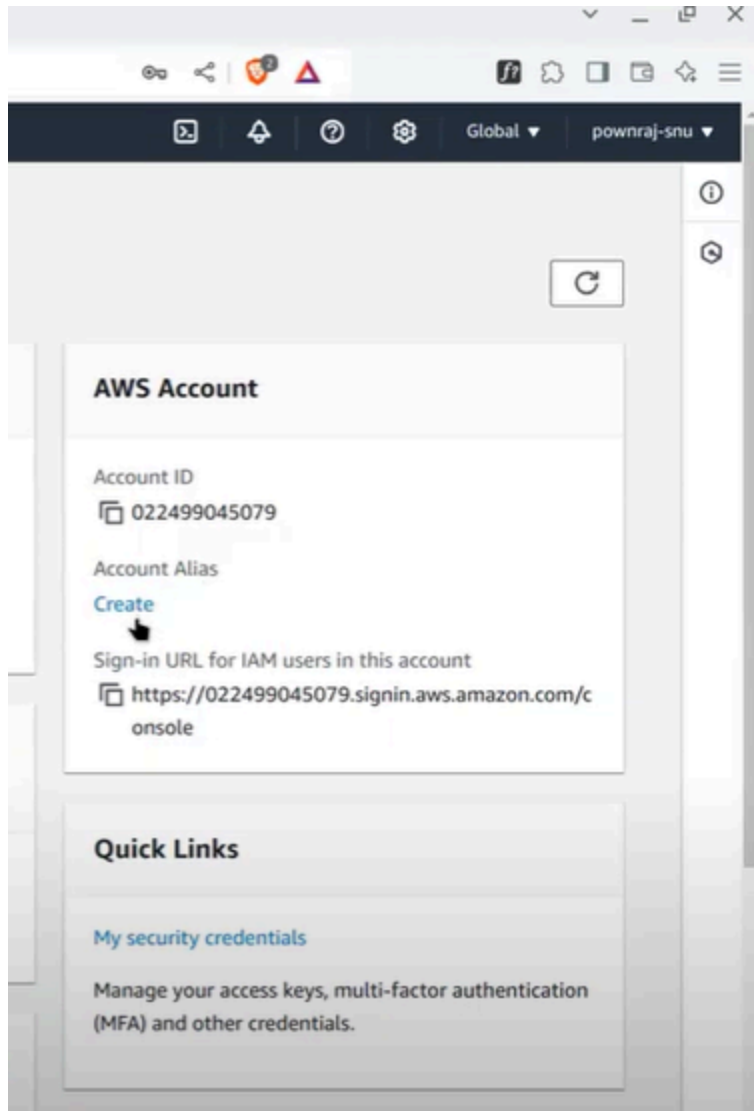 2
f?
Global
pownraj-snu
AWS Account
Account ID
022499045079
Account Alias
Create
Sign-in URL for IAM users in this account
https://022499045079.signin.aws.amazon.com/c
onsole
Quick Links
My security credentials
Manage your access keys, multi-factor authentication
(MFA) and other credentials.